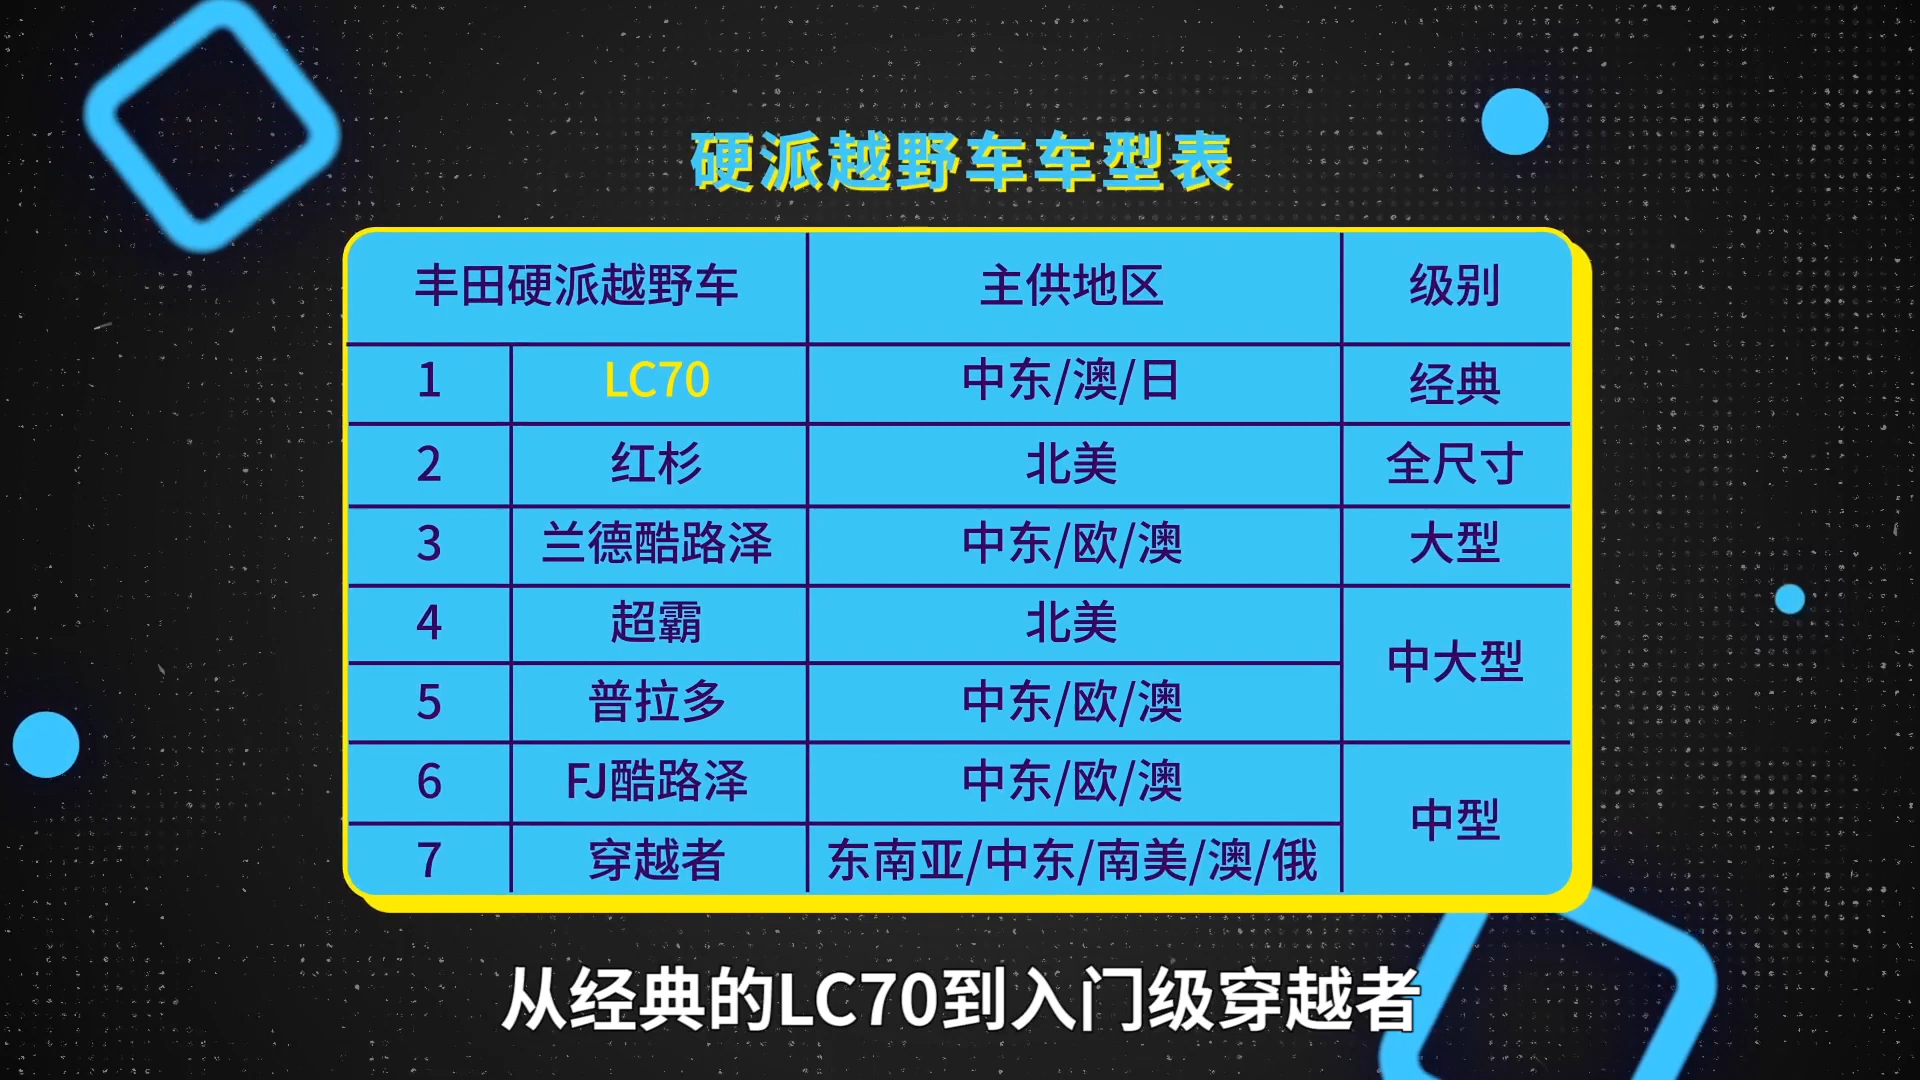 硬派越野车车型表
丰田硬派越野车 主供地区 级别
1 LC70 中东/澳/日 经典
2 红杉 北美 全尺寸
3 兰德酷路泽 中东/欧/澳 大型
4 超霸 北美
中大型
5 普拉多 中东/欧/澳
6 FJ酷路泽 中东/欧/澳
中型
7 穿越者 东南亚/中东/南美/澳/俄
从经典的LC70到入门级穿越者